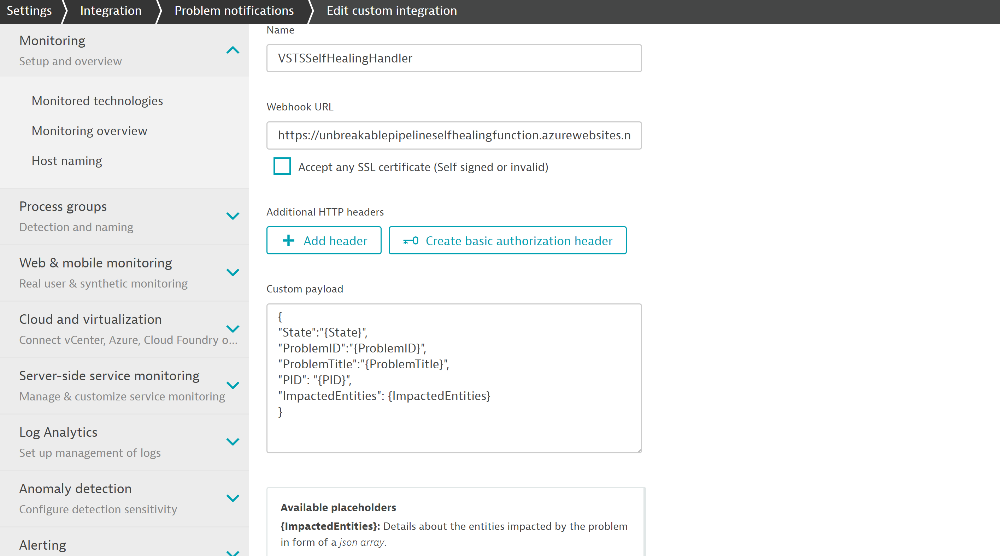 Settings
Integration
Problem notifications
Edit custom integration
Monitoring
Setup and overview
Monitored technologies
Monitoring overview
Host naming
Process groups
Detection and naming
Web & mobile monitoring
Real user & synthetic monitoring
Cloud and virtualization
Connect vCenter, Azure, Cloud Foundry o...
Server-side service monitoring
Manage & customize service monitoring
Log Analytics
Set up management of logs
Anomaly detection
Configure detection sensitivity
Alerting
Name
VSTSSelfHealingHandler
Webhook URL
https://unbreakablepipelineselfhealingfunction.azurewebsites.n
Accept any SSL certificate (Self signed or invalid)
Additional HTTP headers
Add header
Create basic authorization header
Custom payload
{
"State":"{State}",
"ProblemID":"{ProblemID}",
"ProblemTitle":"{ProblemTitle}",
"PID": "{PID}",
"ImpactedEntities": {ImpactedEntities}
}
Available placeholders
{ImpactedEntities}: Details about the entities impacted by the problem
in form of a json array.